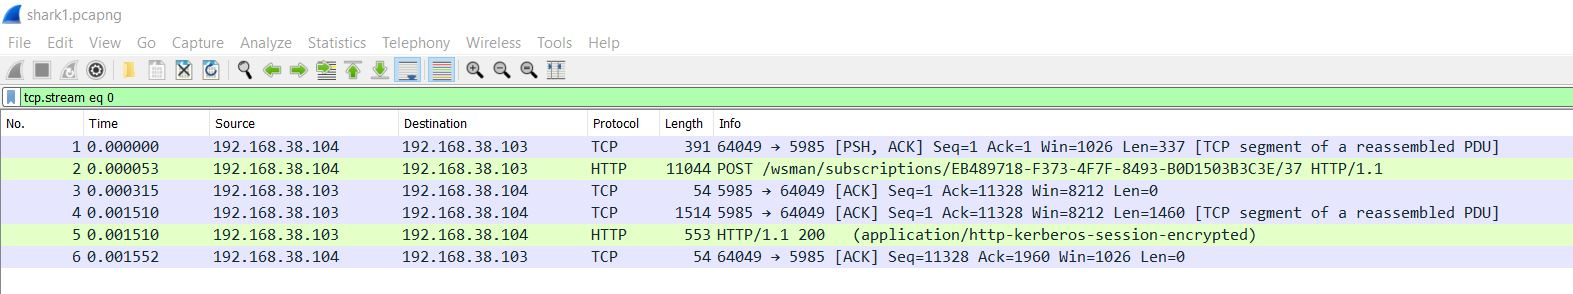 shark1.pcapng
File Edit View Go Capture Analyze Statistics Telephony Wireless Tools Help
tcp.stream eq 0
No. Time Source Destination Protocol Length Info
1 0.000000 192.168.38.104 192.168.38.103 TCP 391 64049 → 5985 [PSH, ACK] Seq=1 Ack=1 Win=1026 Len=337 [TCP segment of a reassembled PDU]
2 0.000053 192.168.38.104 192.168.38.103 HTTP 11044 POST /wsman/subscriptions/EB489718-F373-4F7F-8493-B0D1503B3C3E/37 HTTP/1.1
3 0.000315 192.168.38.103 192.168.38.104 TCP 54 5985 → 64049 [ACK] Seq=1 Ack=11328 Win=8212 Len=0
4 0.001510 192.168.38.103 192.168.38.104 TCP 1514 5985 → 64049 [ACK] Seq=1 Ack=11328 Win=8212 Len=1460 [TCP segment of a reassembled PDU]
5 0.001510 192.168.38.103 192.168.38.104 HTTP 553 HTTP/1.1 200 (application/http-kerberos-session-encrypted)
6 0.001552 192.168.38.104 192.168.38.103 TCP 54 64049 → 5985 [ACK] Seq=11328 Ack=1960 Win=1026 Len=0